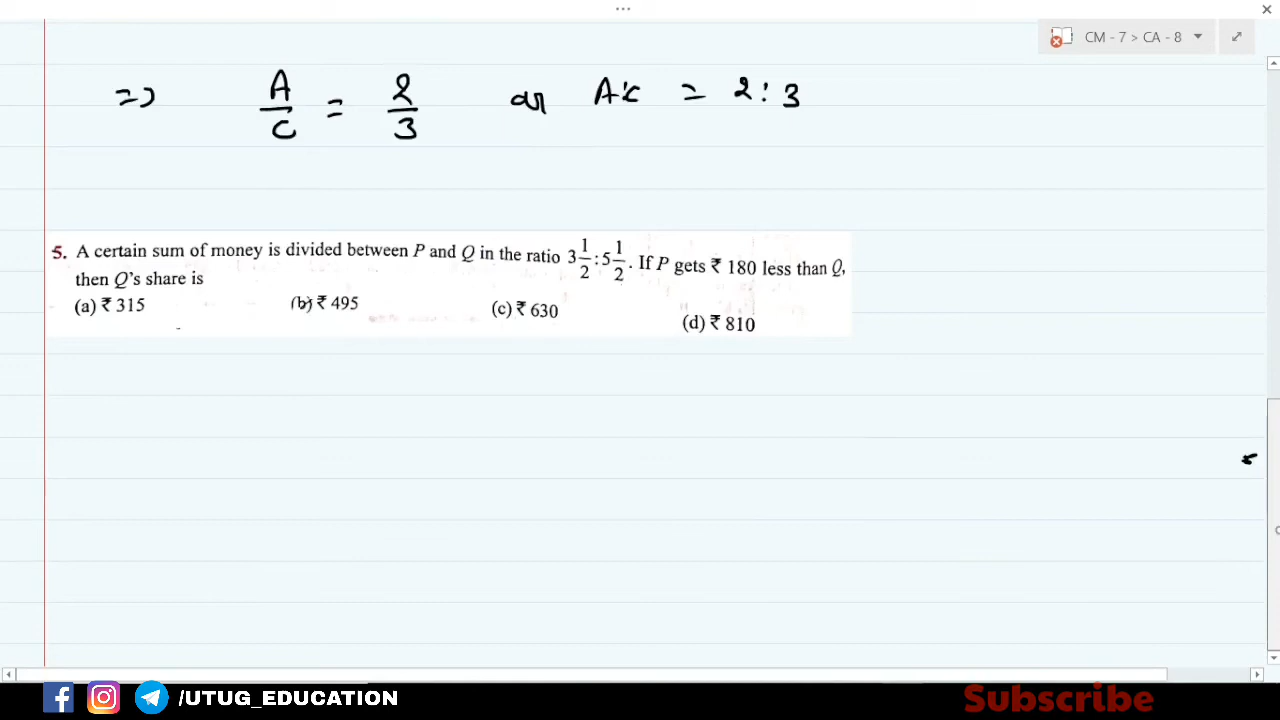 ...
CM - 7 > CA - 8
=> A/C = 2/3 or A:C = 2:3
5. A certain sum of money is divided between P and Q in the ratio 3 1/2 : 5 1/2. If P gets ₹ 180 less than Q,
then Q's share is
(a) ₹ 315 (b) ₹ 495 (c) ₹ 630 (d) ₹ 810
/UTUG_EDUCATION
Subscribe